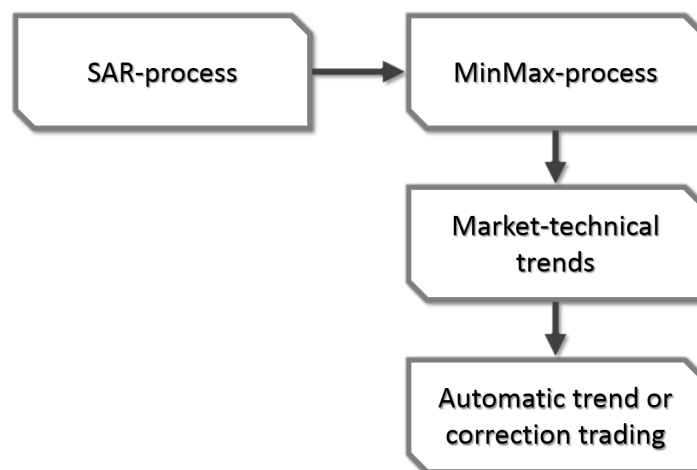 SAR-process
MinMax-process
Market-technical
trends
Automatic trend or
correction trading